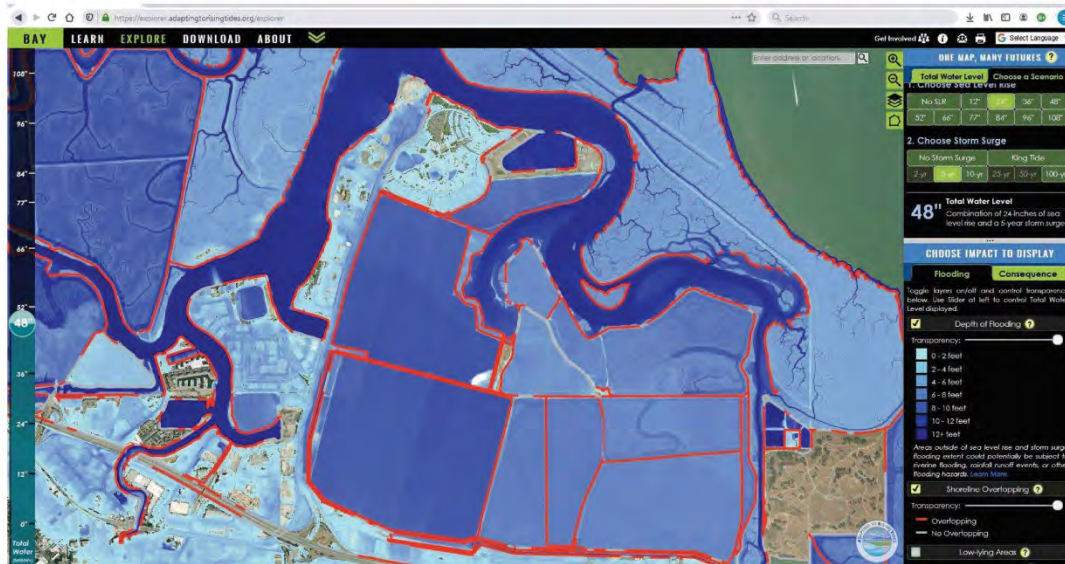 https://explorer.adaptingtorisingtides.org/explorer
Search
BAY LEARN EXPLORE DOWNLOAD ABOUT
Get Involved
Select Language
Enter address or location.
108"
96"
84"
77"
66"
52"
48"
36"
24"
12"
0"
Total
Water
ONE MAP, MANY FUTURES ?
Total Water Level Choose a Scenario
1. Choose Sea Level Rise
No SLR 12" 24" 36" 48"
52" 66" 77" 84" 96" 108"
2. Choose Storm Surge
No Storm Surge King Tide
2-yr 5-yr 10-yr 25-yr 50-yr 100-yr
48" Total Water Level
Combination of 24-inches of sea
level rise and a 5-year storm surge
CHOOSE IMPACT TO DISPLAY
Flooding Consequence
Toggle layers on/off and control transparency
below. Use Slider at left to control Total Wate
Level displayed.
Depth of Flooding ?
Transparency:
0 - 2 feet
2 - 4 feet
4 - 6 feet
6 - 8 feet
8 - 10 feet
10 - 12 feet
12+ feet
Areas outside of sea level rise and storm surge
flooding extent could potentially be subject to
riverine flooding, rainfall runoff events, or othe
flooding hazards. Learn More
Shoreline Overtopping ?
Transparency:
Overtopping
No Overtopping
Low-lying Areas ?